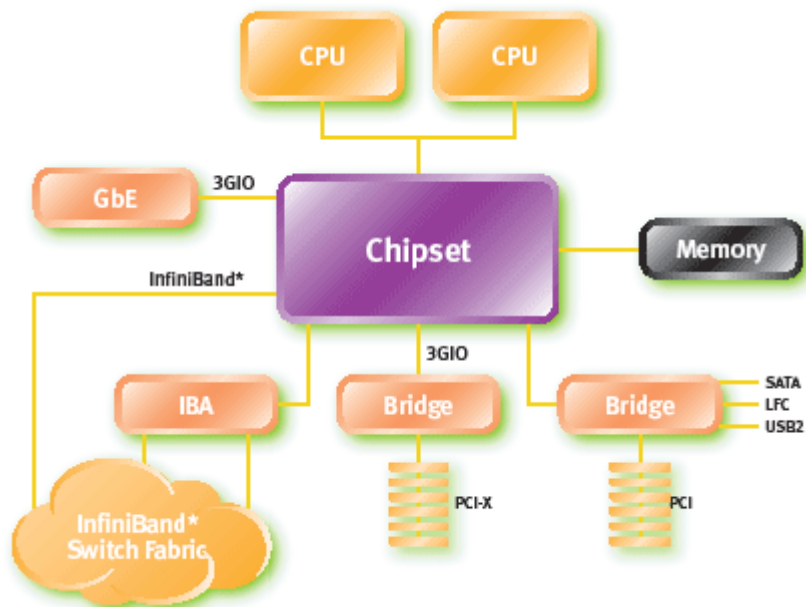 CPU
CPU
3GIO
GbE
Chipset
Memory
InfiniBand*
3GIO
IBA
Bridge
Bridge
SATA
LFC
USB2
PCI-X
PCI
InfiniBand*
Switch Fabric